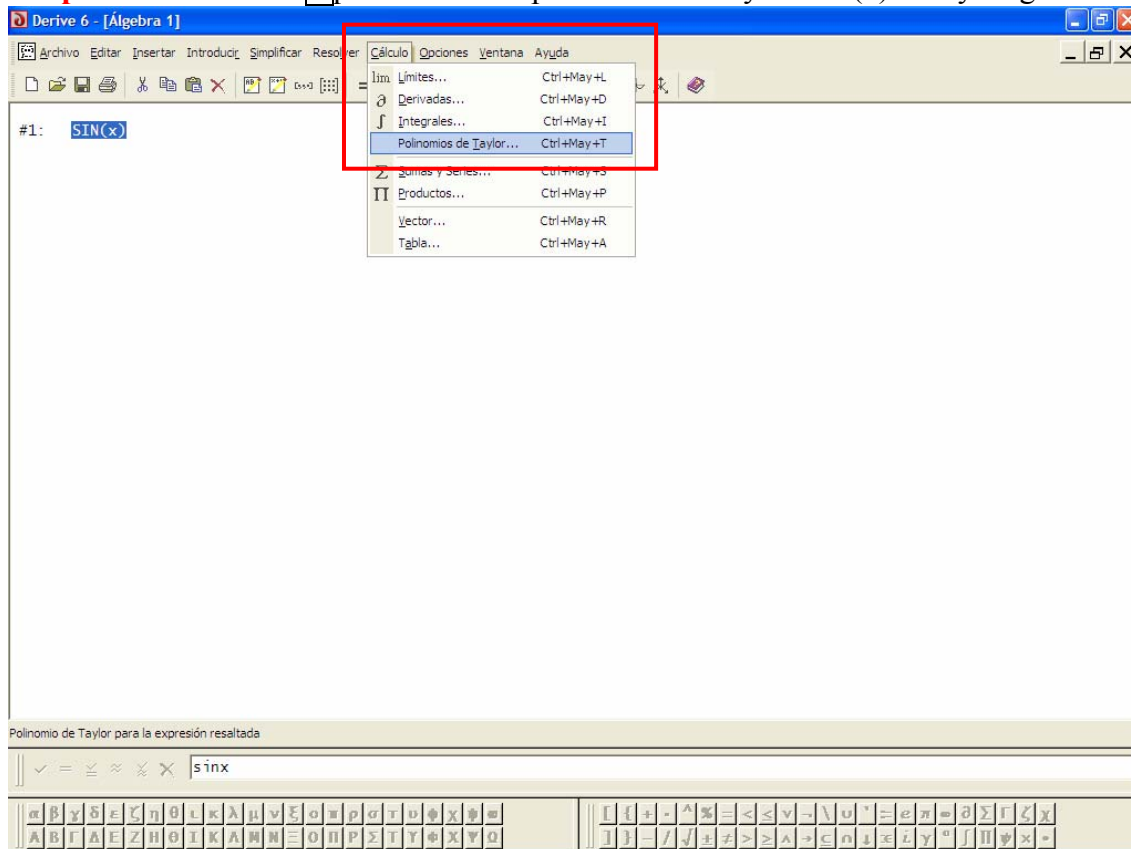 Derive 6 - [Álgebra 1]
Archivo Editar Insertar Introducir Simplificar Resolver Cálculo Opciones Ventana Ayuda
lim Límites... Ctrl+May+L
∂ Derivadas... Ctrl+May+D
∫ Integrales... Ctrl+May+I
Polinomios de Taylor... Ctrl+May+T
Σ Sumas y Series... Ctrl+May+S
Π Productos... Ctrl+May+P
Vector... Ctrl+May+R
Tabla... Ctrl+May+A
#1: SIN(x)
Polinomio de Taylor para la expresión resaltada
sinx
α β γ δ ε ζ η θ ι κ λ μ ν ξ ο π ρ σ τ υ φ χ ψ ω
Α Β Γ Δ Ε Ζ Η Θ Ι Κ Λ Μ Ν Ξ Ο Π Ρ Σ Τ Υ Φ Χ Ψ Ω